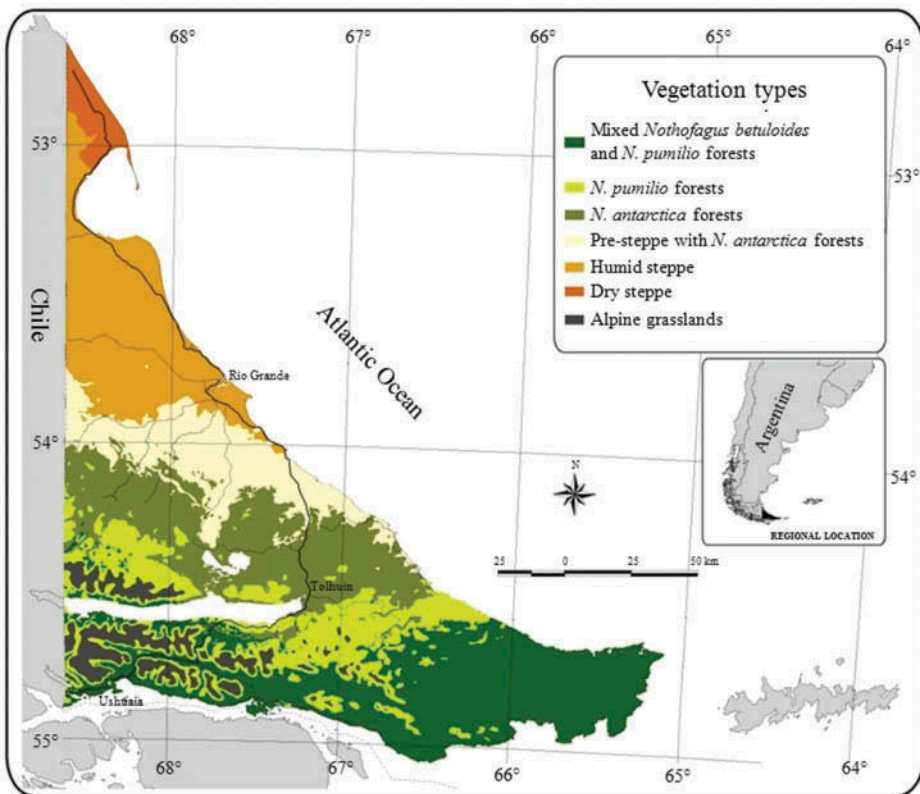 68°
67°
66°
65°
64°
Vegetation types
Mixed Nothofagus betuloides
and N. pumilio forests
N. pumilio forests
N. antarctica forests
Pre-steppe with N. antarctica forests
Humid steppe
Dry steppe
Alpine grasslands
53°
53°
Chile
Atlantic Ocean
Rio Grande
Argentina
REGIONAL LOCATION
54°
54°
N
25 0 25 50 km
Tolhuin
Ushuaia
55°
68°
67°
66°
65°
64°